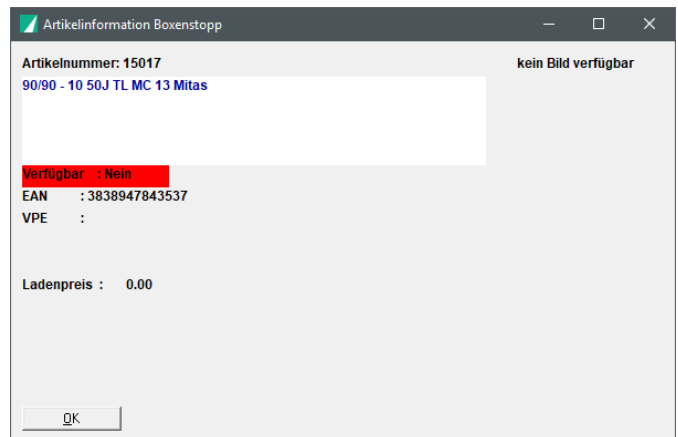 Artikelinformation Boxenstopp
Artikelnummer: 15017
kein Bild verfügbar
90/90 - 10 50J TL MC 13 Mitas
Verfügbar : Nein
EAN : 3838947843537
VPE :
Ladenpreis : 0.00
OK